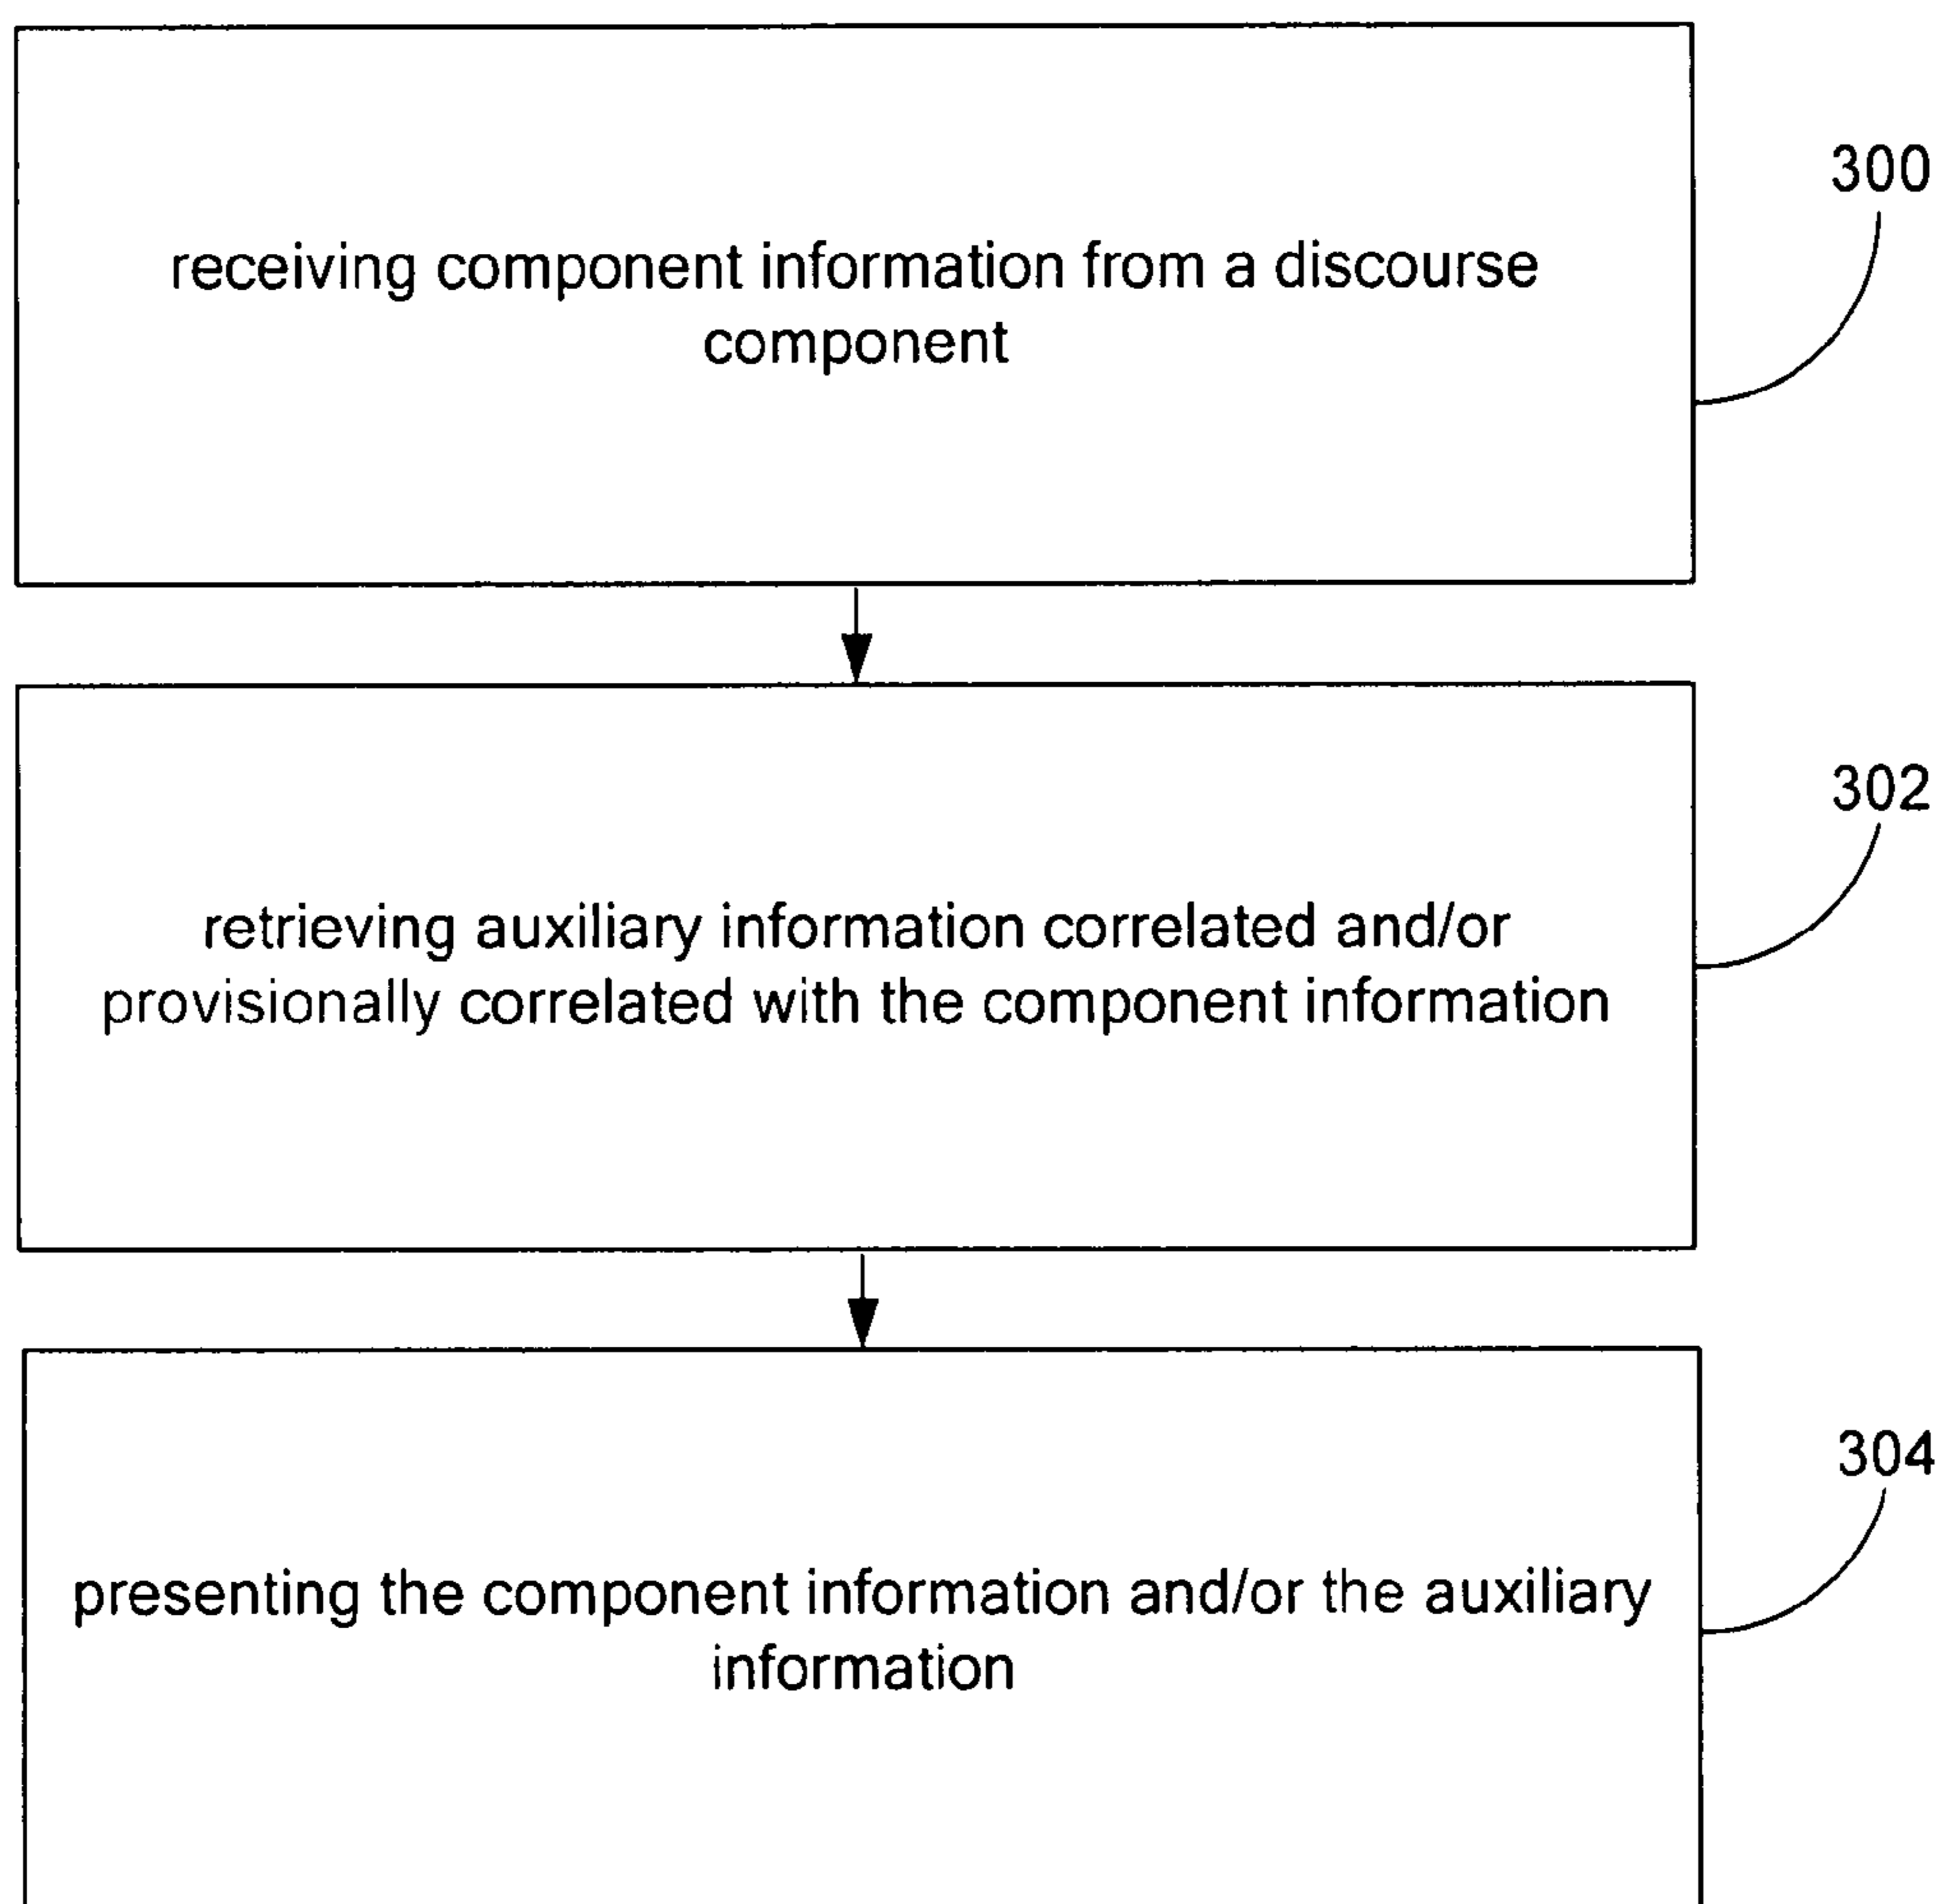 receiving component information from a discourse
component
300
retrieving auxiliary information correlated and/or
provisionally correlated with the component information
302
presenting the component information and/or the auxiliary
information
304